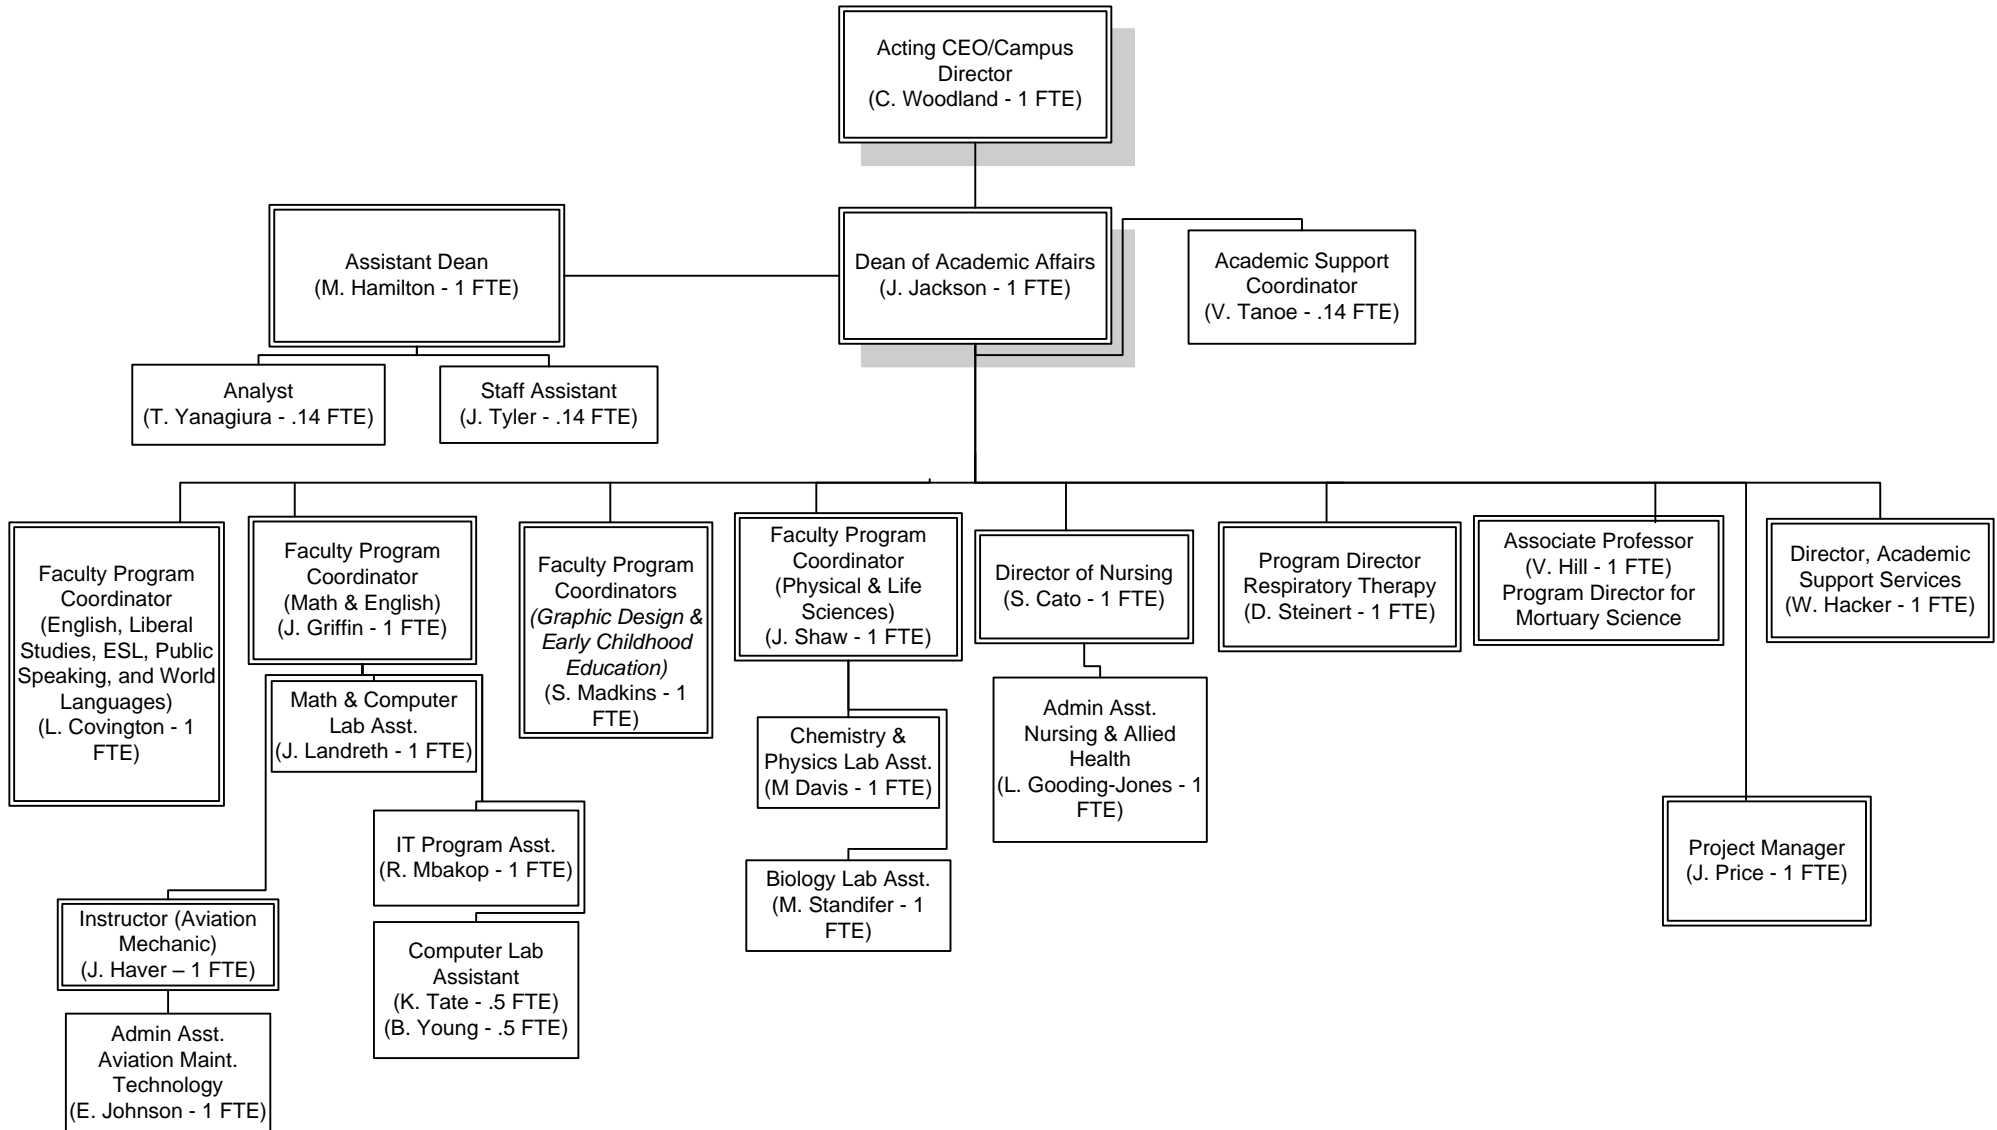 Acting CEO/Campus
Director
(C. Woodland - 1 FTE)
Assistant Dean
(M. Hamilton - 1 FTE)
Dean of Academic Affairs
(J. Jackson - 1 FTE)
Academic Support
Coordinator
(V. Tanoe - .14 FTE)
Analyst
(T. Yanagiura - .14 FTE)
Staff Assistant
(J. Tyler - .14 FTE)
Faculty Program
Coordinator
(English, Liberal
Studies, ESL, Public
Speaking, and World
Languages)
(L. Covington - 1
FTE)
Faculty Program
Coordinator
(Math & English)
(J. Griffin - 1 FTE)
Faculty Program
Coordinators
(Graphic Design &
Early Childhood
Education)
(S. Madkins - 1
FTE)
Faculty Program
Coordinator
(Physical & Life
Sciences)
(J. Shaw - 1 FTE)
Director of Nursing
(S. Cato - 1 FTE)
Program Director
Respiratory Therapy
(D. Steinert - 1 FTE)
Associate Professor
(V. Hill - 1 FTE)
Program Director for
Mortuary Science
Director, Academic
Support Services
(W. Hacker - 1 FTE)
Math & Computer
Lab Asst.
(J. Landreth - 1 FTE)
Chemistry &
Physics Lab Asst.
(M Davis - 1 FTE)
Admin Asst.
Nursing & Allied
Health
(L. Gooding-Jones - 1
FTE)
IT Program Asst.
(R. Mbakop - 1 FTE)
Biology Lab Asst.
(M. Standifer - 1
FTE)
Project Manager
(J. Price - 1 FTE)
Instructor (Aviation
Mechanic)
(J. Haver – 1 FTE)
Computer Lab
Assistant
(K. Tate - .5 FTE)
(B. Young - .5 FTE)
Admin Asst.
Aviation Maint.
Technology
(E. Johnson - 1 FTE)